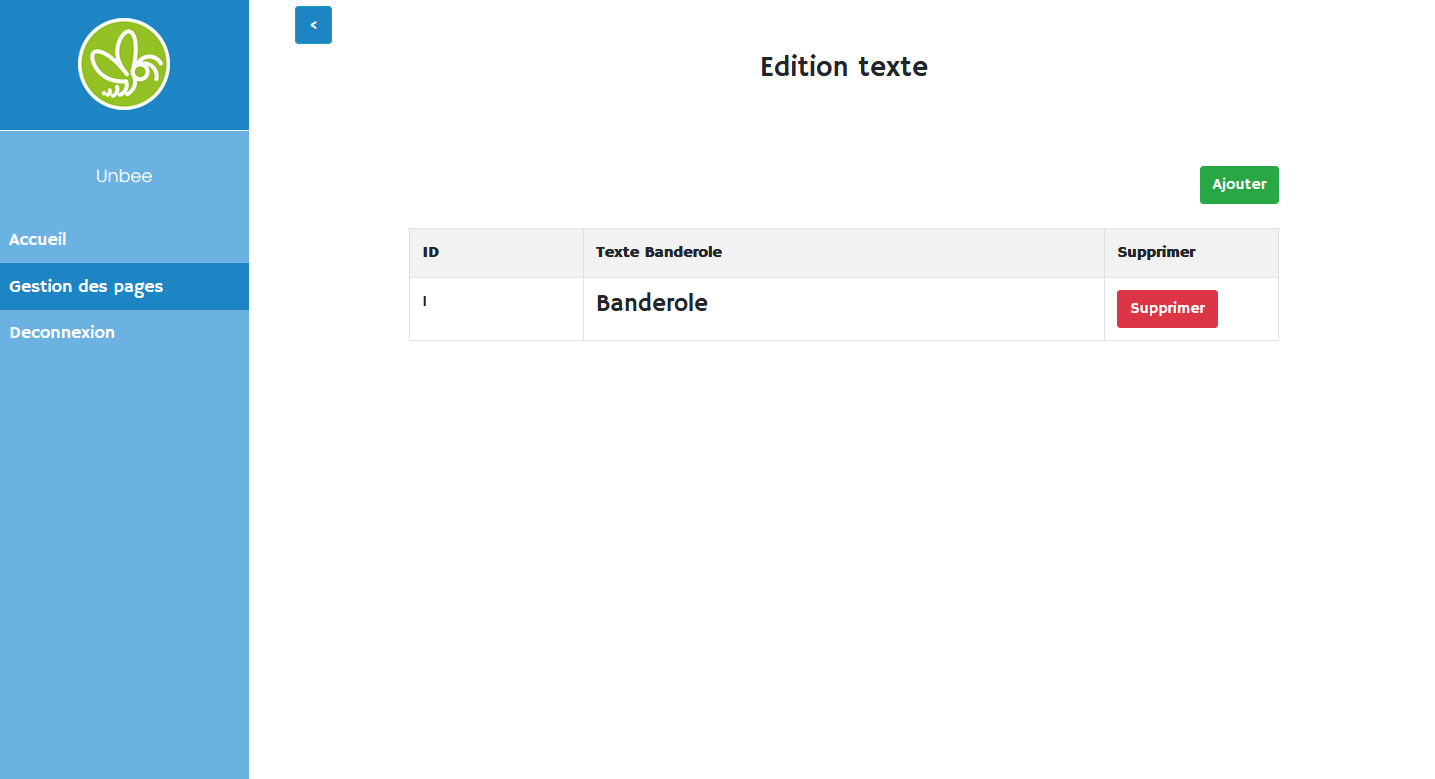 <
Edition texte
Unbee
Accueil
Gestion des pages
Deconnexion
Ajouter
ID Texte Banderole Supprimer
1 Banderole Supprimer